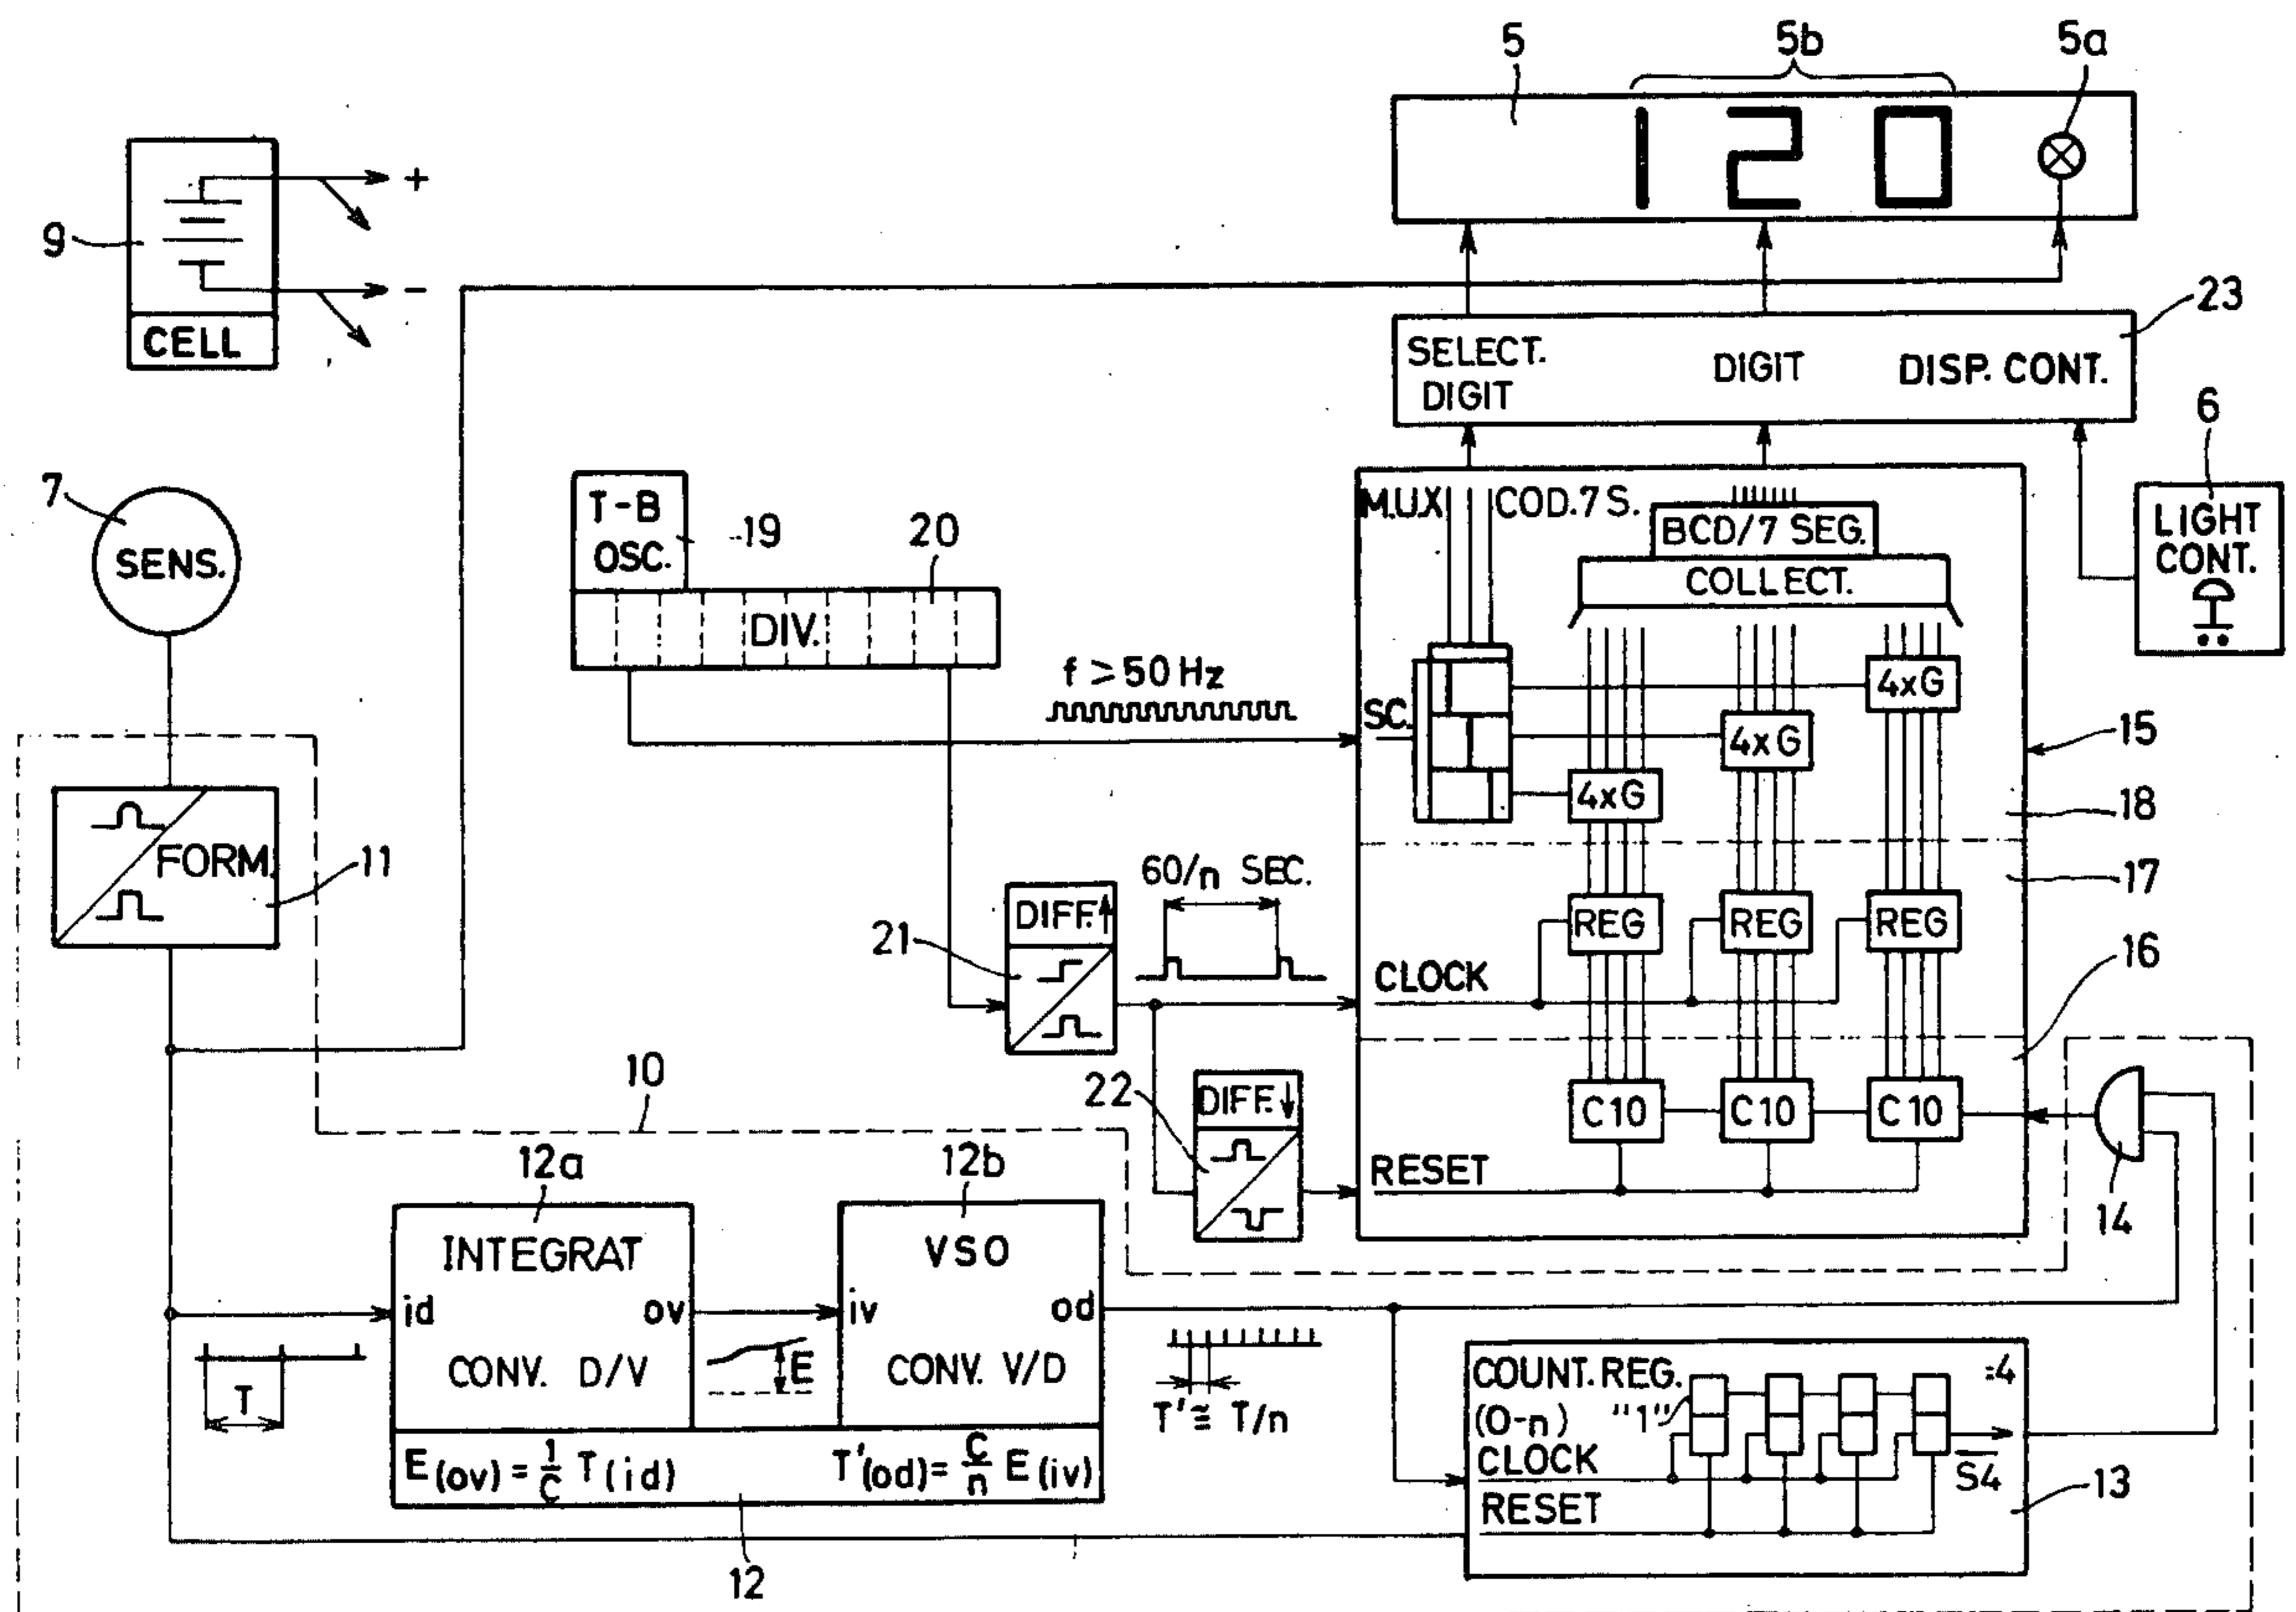 5
5b
5a
120
+
9
-
CELL
23
SELECT.
DIGIT
DIGIT
DISP. CONT.
6
7
SENS.
T-B
OSC.
19
20
DIV.
M.U.X
COD.7S.
BCD/7 SEG.
COLLECT.
LIGHT
CONT.
f ≥ 50 Hz
SC.
4xG
4xG
4xG
15
18
FORM.
11
60/n SEC.
17
DIFF.↑
21
REG
REG
REG
CLOCK
16
10
22
DIFF.↓
C10
C10
C10
RESET
14
12a
12b
INTEGRAT
VSO
id
ov
iv
od
CONV. D/V
E
CONV. V/D
T
T' ≅ T/n
COUNT. REG.
:4
(0-n)
"1"
CLOCK
S4
RESET
13
E(ov) = 1/C T(id)
T'(od) = C/n E(iv)
12